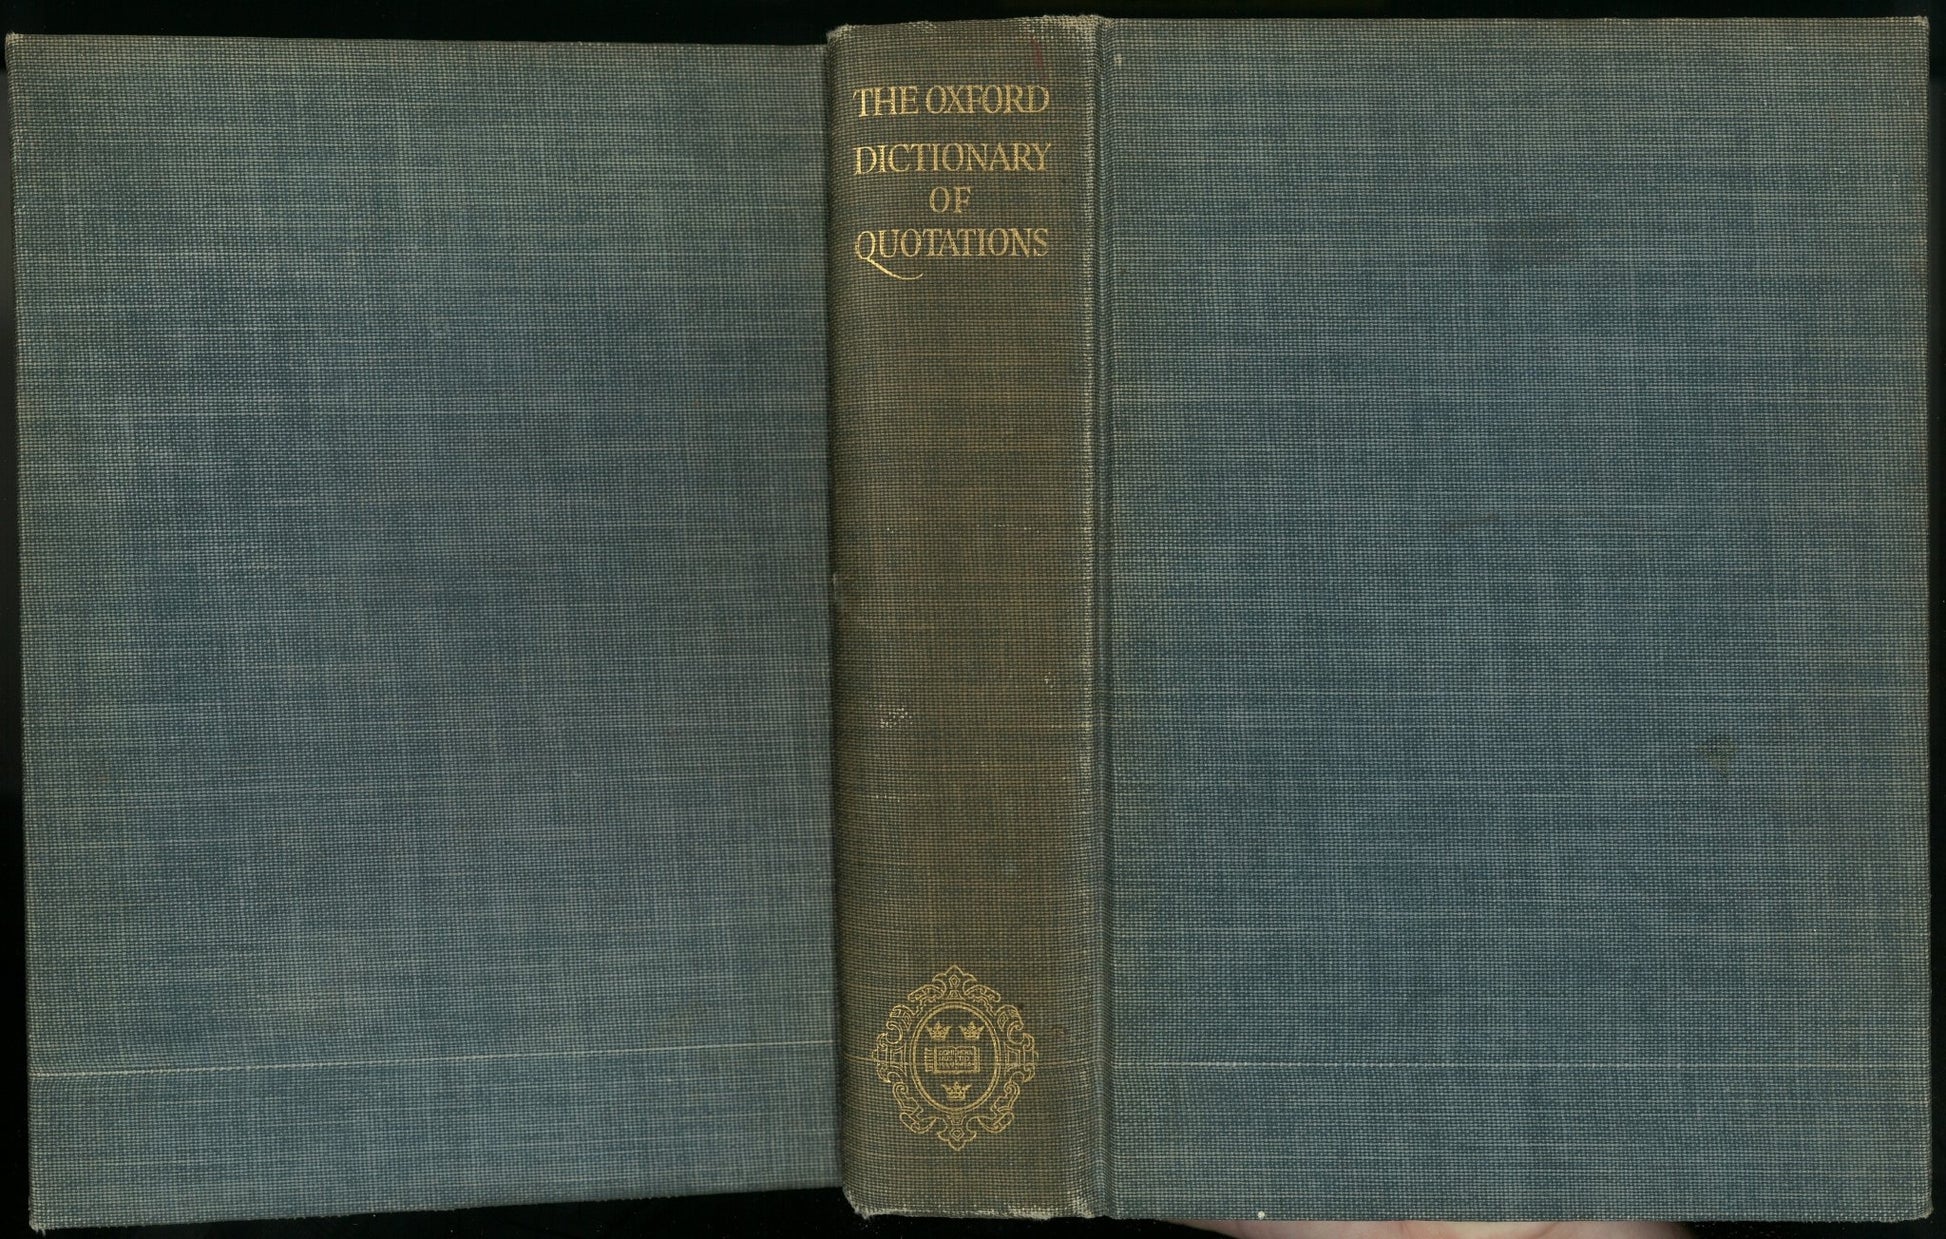 THE OXFORD
DICTIONARY
OF
QUOTATIONS